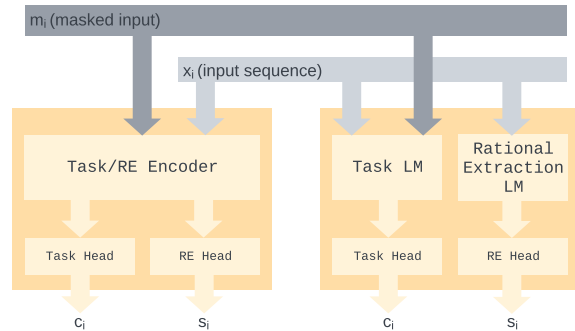 mᵢ (masked input)
xᵢ (input sequence)
Task/RE Encoder
Task LM
Rational
Extraction
LM
Task Head
RE Head
Task Head
RE Head
cᵢ
sᵢ
cᵢ
sᵢ